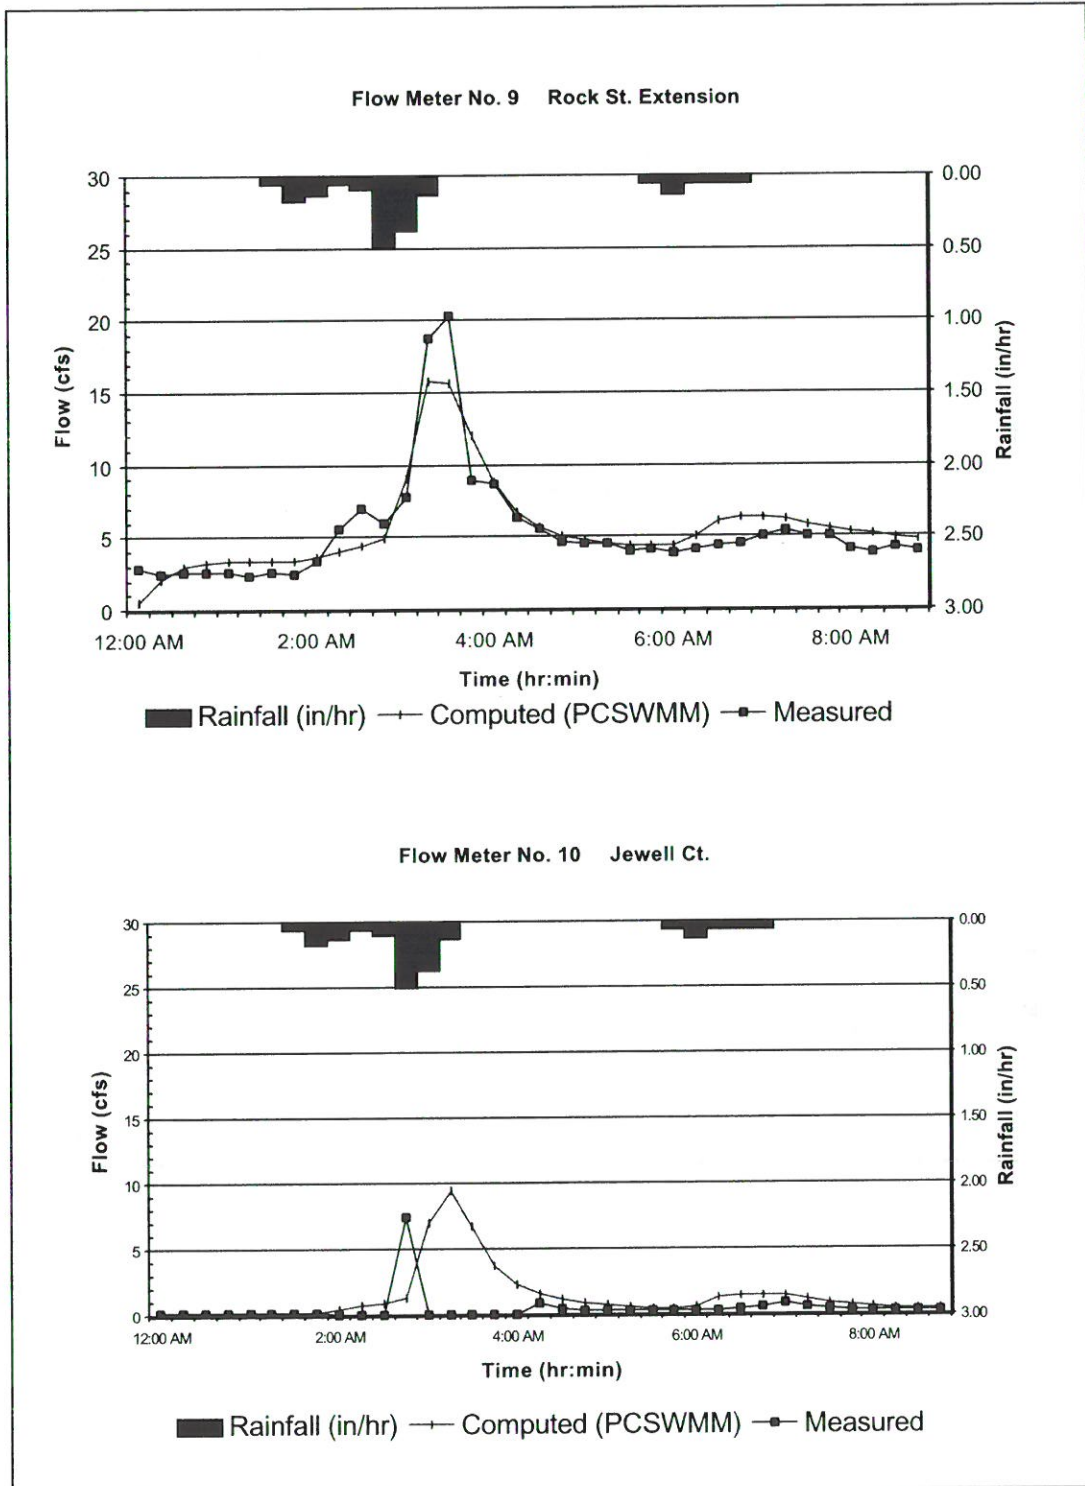 Flow Meter No. 9 Rock St. Extension
30
25
20
15
10
5
0
Flow (cfs)
0.00
0.50
1.00
1.50
2.00
2.50
3.00
Rainfall (in/hr)
12:00 AM 2:00 AM 4:00 AM 6:00 AM 8:00 AM
Time (hr:min)
Rainfall (in/hr) Computed (PCSWMM) Measured
Flow Meter No. 10 Jewell Ct.
30
25
20
15
10
5
0
Flow (cfs)
0.00
0.50
1.00
1.50
2.00
2.50
3.00
Rainfall (in/hr)
12:00 AM 2:00 AM 4:00 AM 6:00 AM 8:00 AM
Time (hr:min)
Rainfall (in/hr) Computed (PCSWMM) Measured